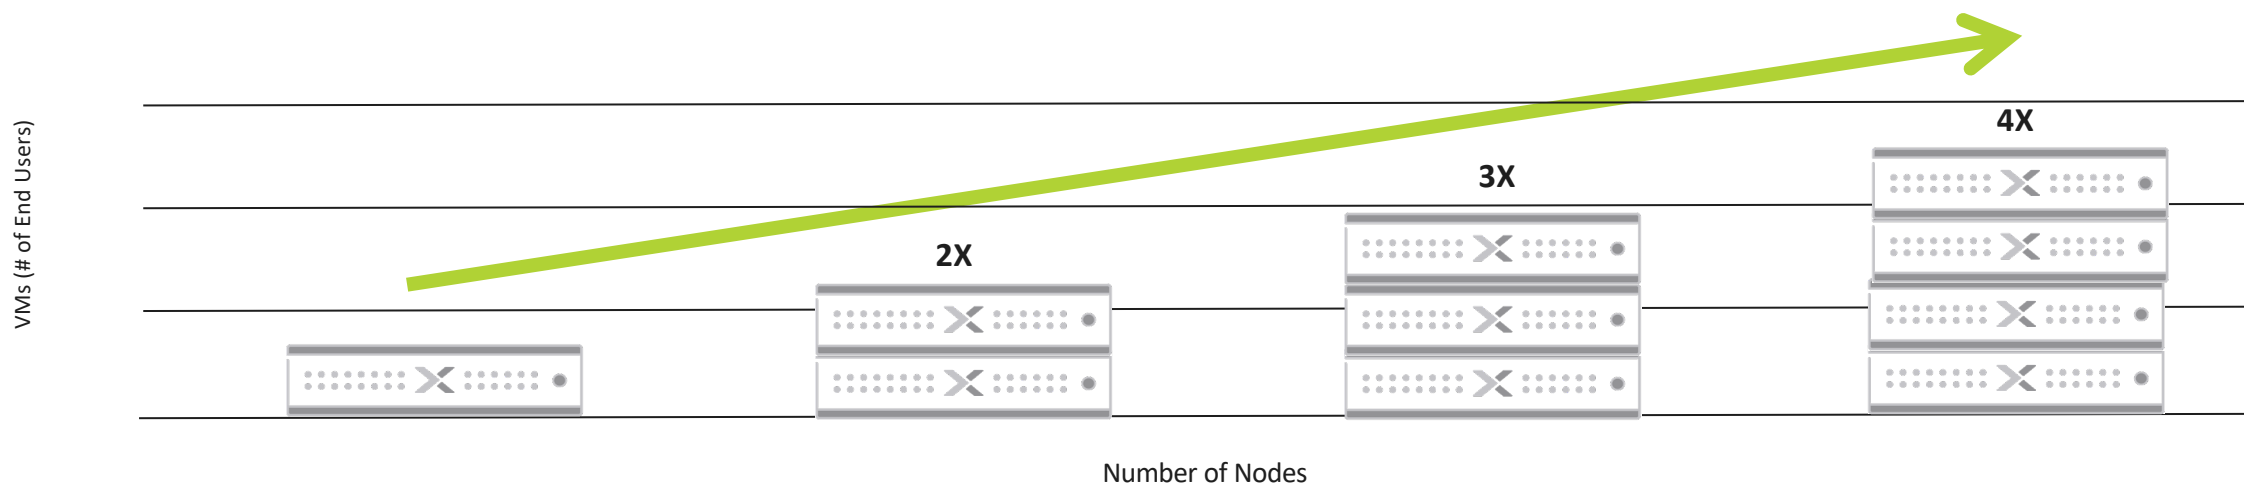 4X
3X
2X
VMs (# of End Users)
Number of Nodes